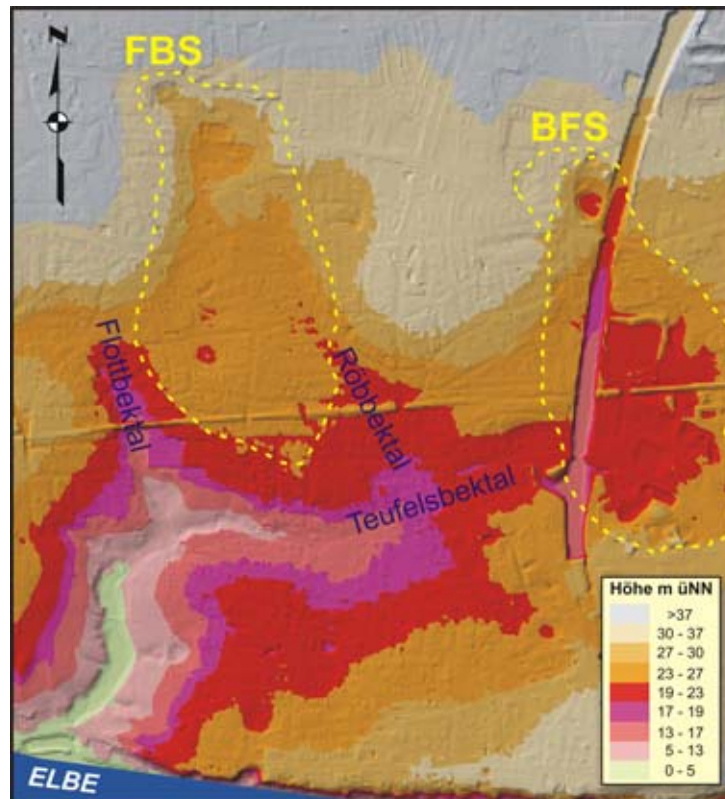 Z
FBS
BFS
Flottbektal
Röbbektal
Teufelsbektal
Höhe m üNN
>37
30 - 37
27 - 30
23 - 27
19 - 23
17 - 19
13 - 17
5 - 13
0 - 5
ELBE